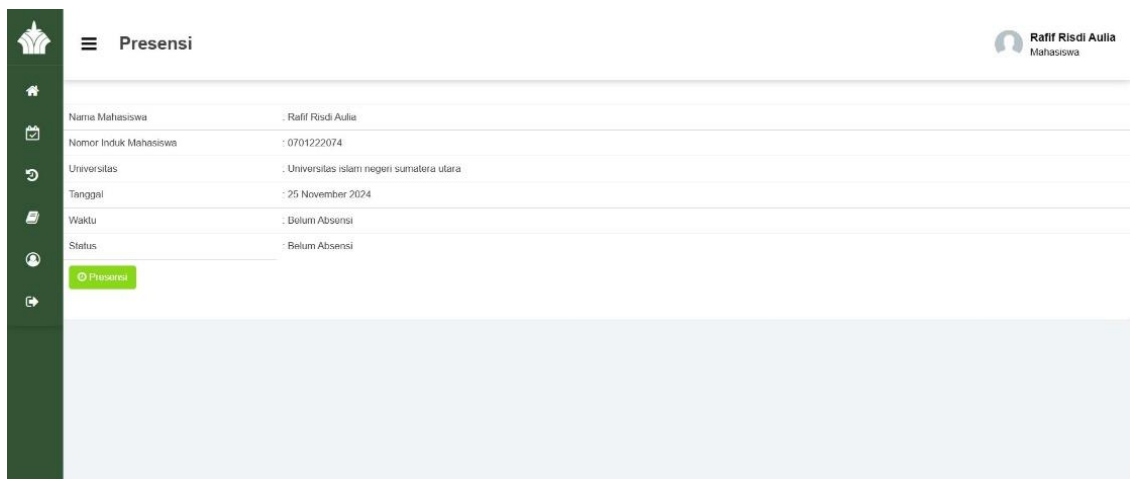 Presensi
Rafif Risdi Aulia
Mahasiswa
Nama Mahasiswa : Rafif Risdi Aulia
Nomor Induk Mahasiswa : 0701222074
Universitas : Universitas islam negeri sumatera utara
Tanggal : 25 November 2024
Waktu : Belum Absensi
Status : Belum Absensi
Presensi